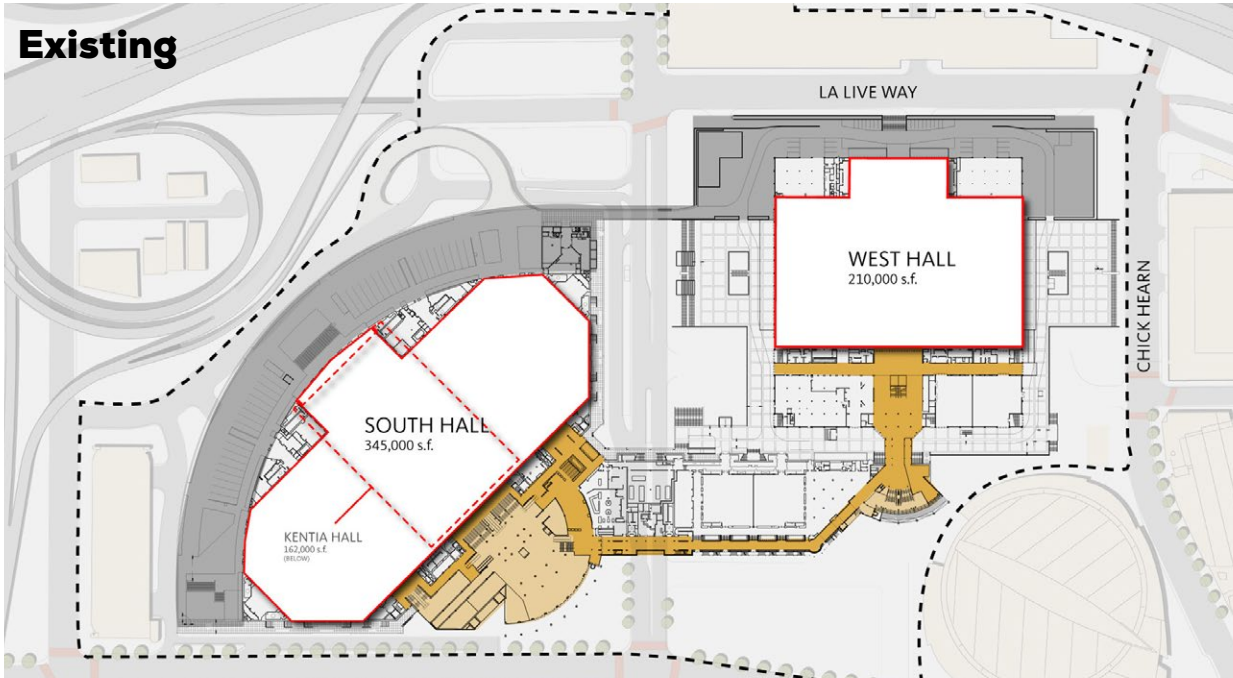 Existing
LA LIVE WAY
WEST HALL
210,000 s.f.
CHICK HEARN
SOUTH HALL
345,000 s.f.
KENTIA HALL
162,000 s.f.
(BELOW)